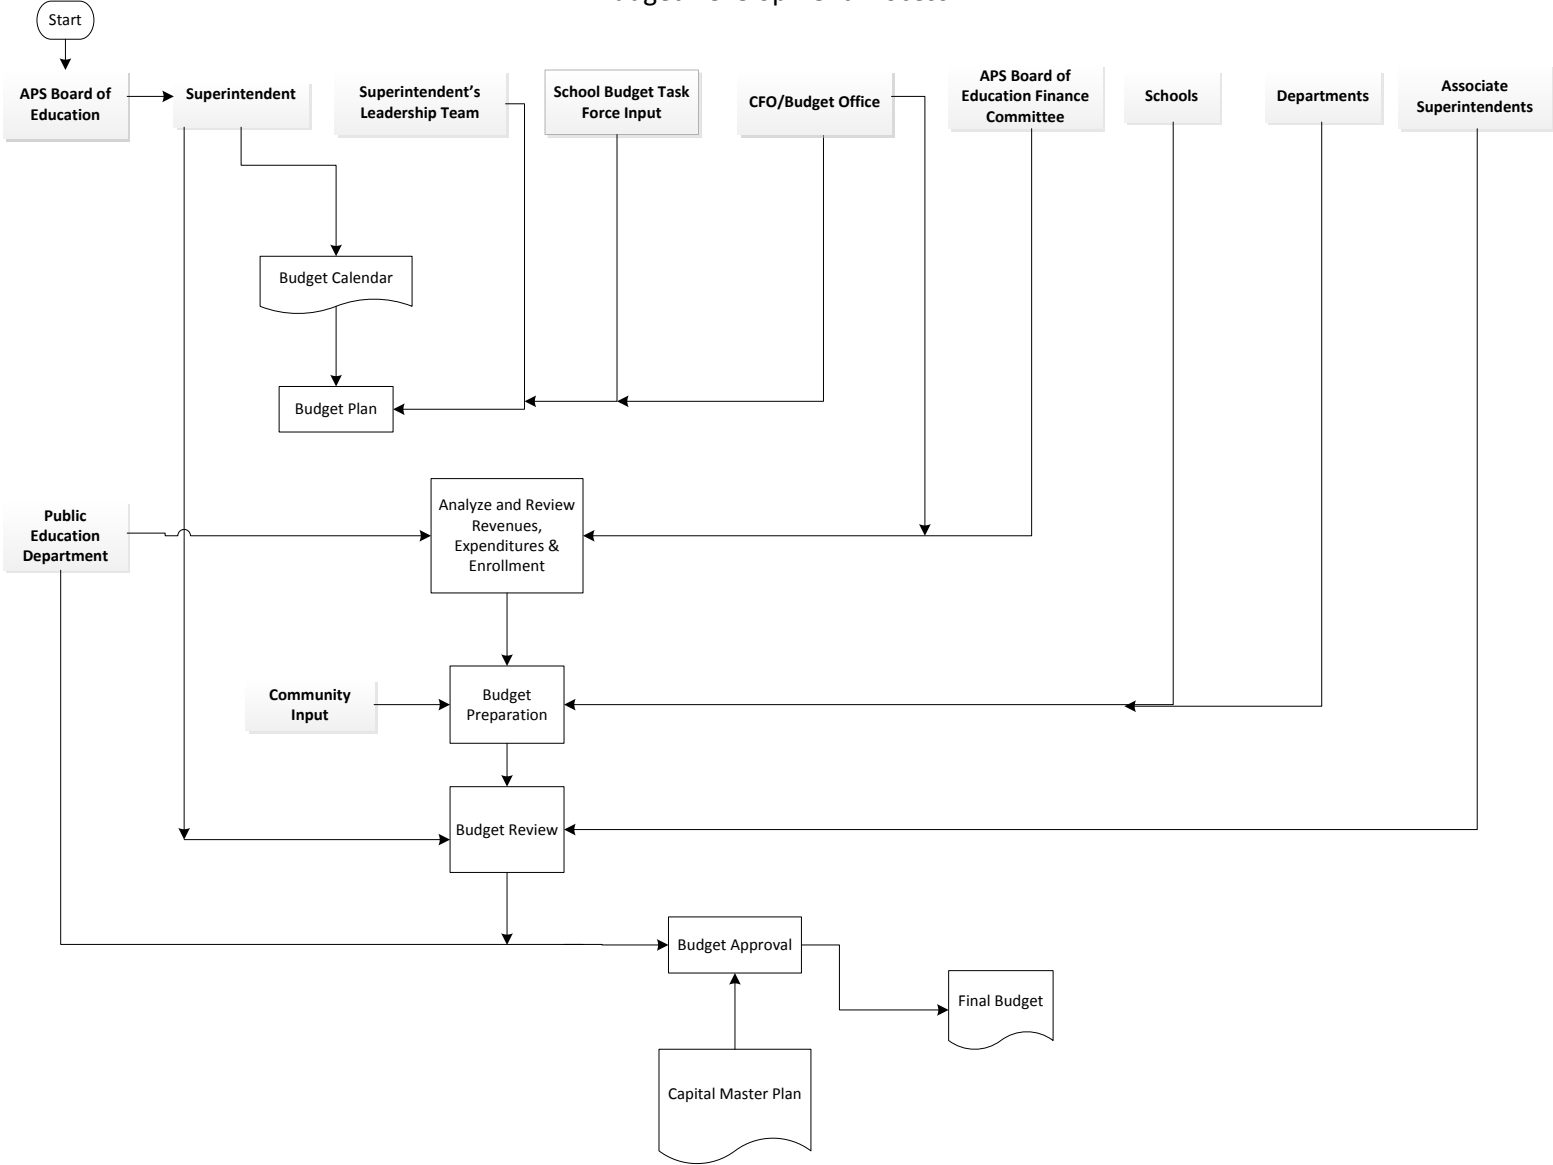 Start
APS Board of
Education
Superintendent
Superintendent’s
Leadership Team
School Budget Task
Force Input
CFO/Budget Office
APS Board of
Education Finance
Committee
Schools
Departments
Associate
Superintendents
Budget Calendar
Budget Plan
Public
Education
Department
Analyze and Review
Revenues,
Expenditures &
Enrollment
Community
Input
Budget
Preparation
Budget Review
Budget Approval
Final Budget
Capital Master Plan